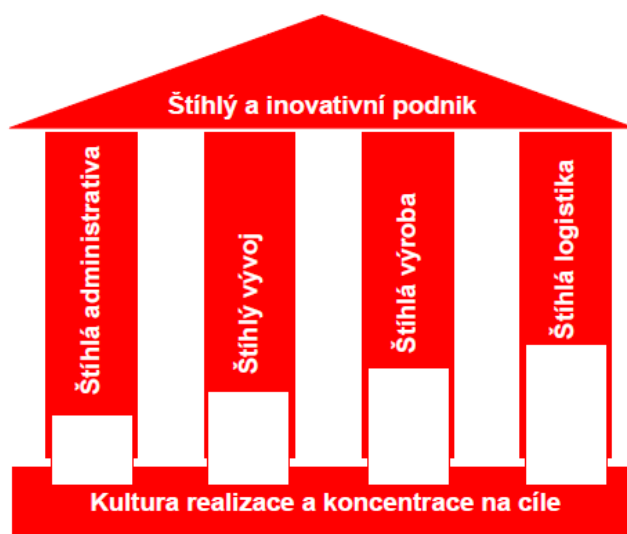 Štíhlý a inovativní podnik
Štíhlá administrativa
Štíhlý vývoj
Štíhlá výroba
Štíhlá logistika
Kultura realizace a koncentrace na cíle